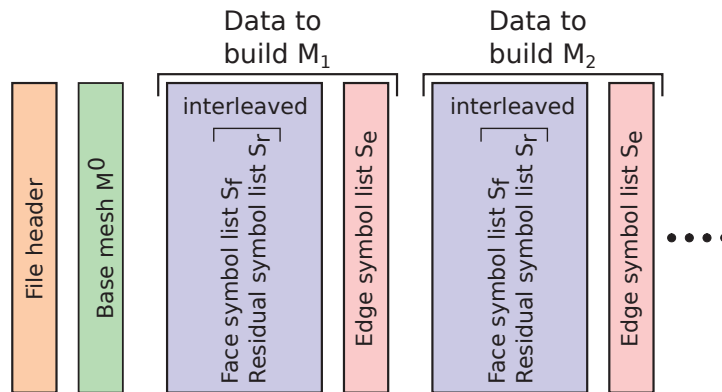 Data to
build M₁
Data to
build M₂
File header
Base mesh M⁰
interleaved
Face symbol list Sf
Residual symbol list Sr
Edge symbol list Se
interleaved
Face symbol list Sf
Residual symbol list Sr
Edge symbol list Se